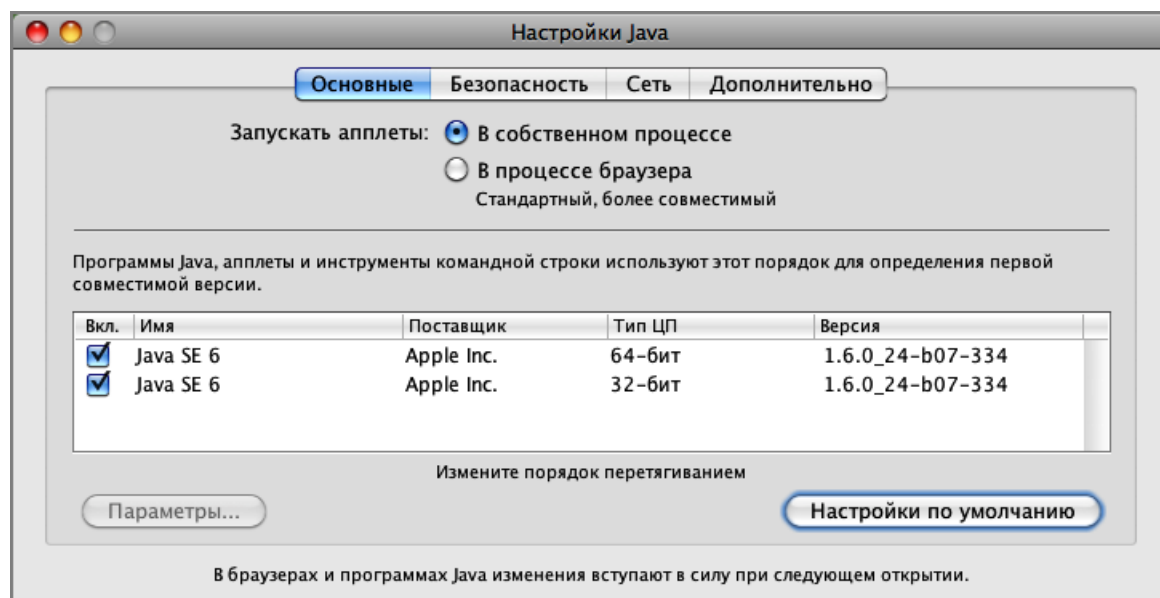 Настройки Java
Основные Безопасность Сеть Дополнительно
Запускать апплеты: В собственном процессе
В процессе браузера
Стандартный, более совместимый
Программы Java, апплеты и инструменты командной строки используют этот порядок для определения первой
совместимой версии.
Вкл. Имя Поставщик Тип ЦП Версия
Java SE 6 Apple Inc. 64-бит 1.6.0_24-b07-334
Java SE 6 Apple Inc. 32-бит 1.6.0_24-b07-334
Измените порядок перетягиванием
Параметры... Настройки по умолчанию
В браузерах и программах Java изменения вступают в силу при следующем открытии.